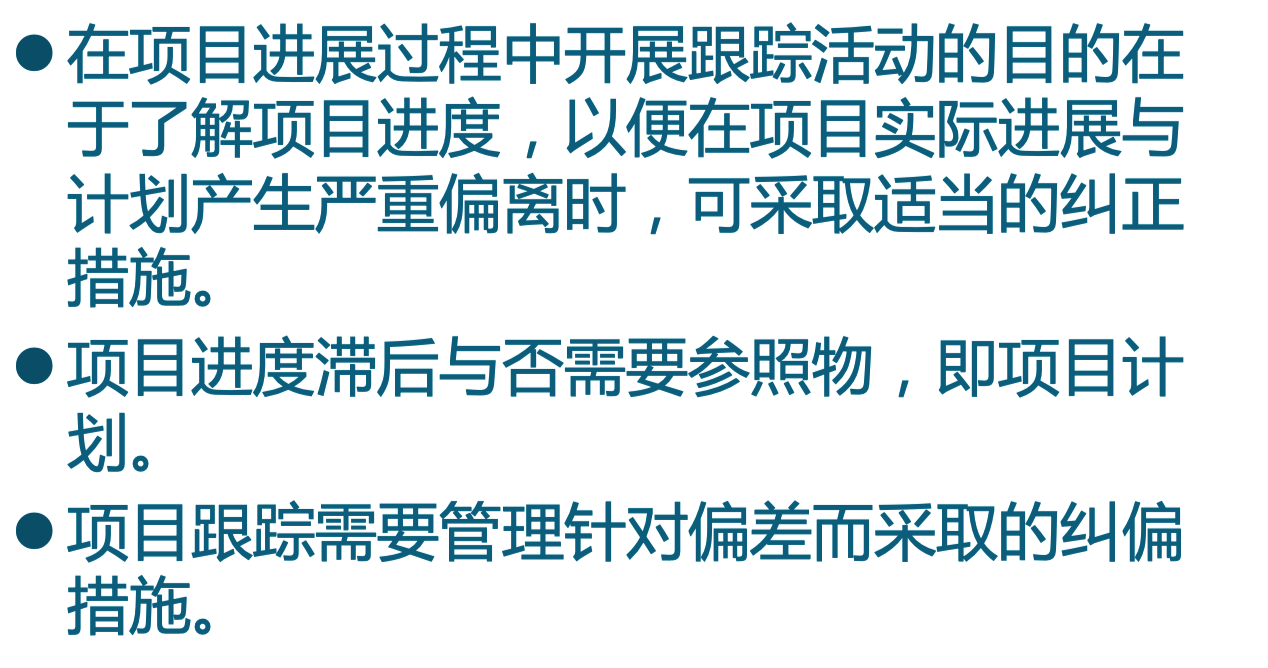 ●在项目进展过程中开展跟踪活动的目的在
于了解项目进度，以便在项目实际进展与
计划产生严重偏离时，可采取适当的纠正
措施。
●项目进度滞后与否需要参照物，即项目计
划。
●项目跟踪需要管理针对偏差而采取的纠偏
措施。